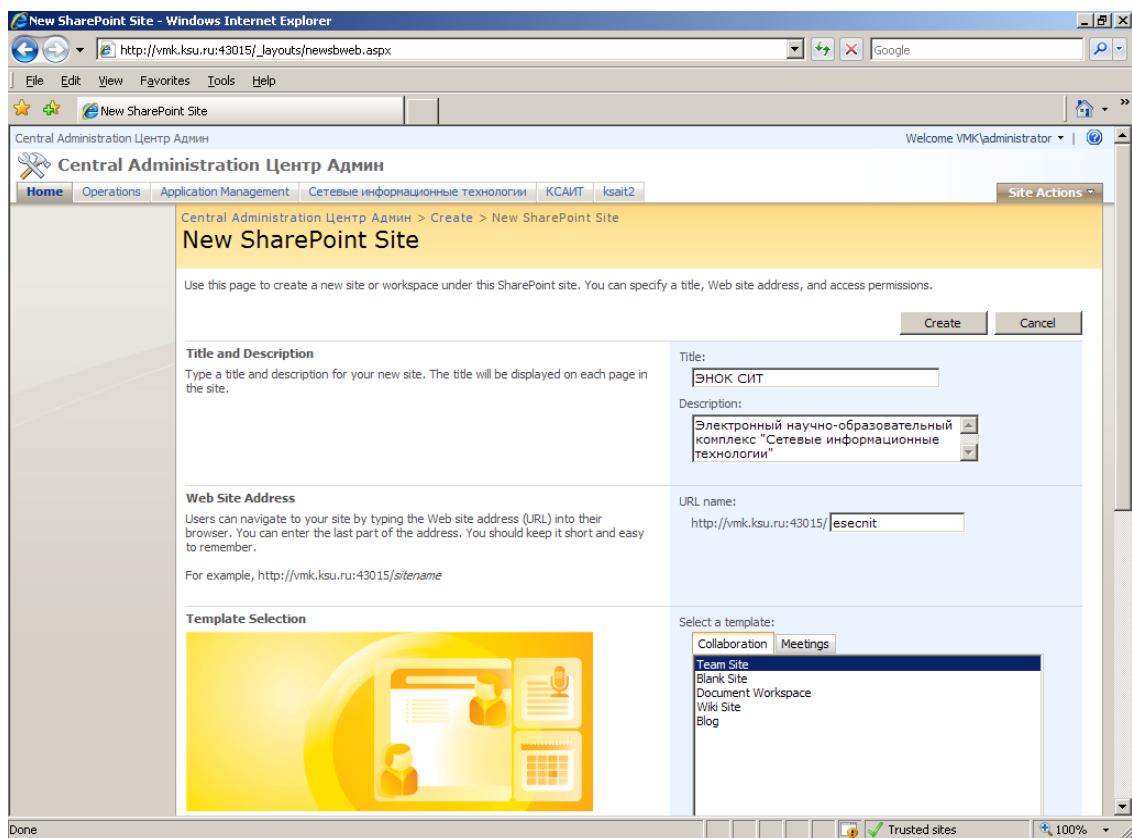 New SharePoint Site - Windows Internet Explorer
http://vmk.ksu.ru:43015/_layouts/newsbweb.aspx
Google
File Edit View Favorites Tools Help
New SharePoint Site
Central Administration Центр Админ
Welcome VMK\administrator
Central Administration Центр Админ
Home Operations Application Management Сетевые информационные технологии КСАИТ ksait2
Site Actions
Central Administration Центр Админ > Create > New SharePoint Site
New SharePoint Site
Use this page to create a new site or workspace under this SharePoint site. You can specify a title, Web site address, and access permissions.
Create Cancel
Title and Description
Type a title and description for your new site. The title will be displayed on each page in
the site.
Title:
ЭНОК СИТ
Description:
Электронный научно-образовательный
комплекс "Сетевые информационные
технологии"
Web Site Address
Users can navigate to your site by typing the Web site address (URL) into their
browser. You can enter the last part of the address. You should keep it short and easy
to remember.
For example, http://vmk.ksu.ru:43015/sitename
URL name:
http://vmk.ksu.ru:43015/ esecnit
Template Selection
Select a template:
Collaboration Meetings
Team Site
Blank Site
Document Workspace
Wiki Site
Blog
Done
Trusted sites
100%